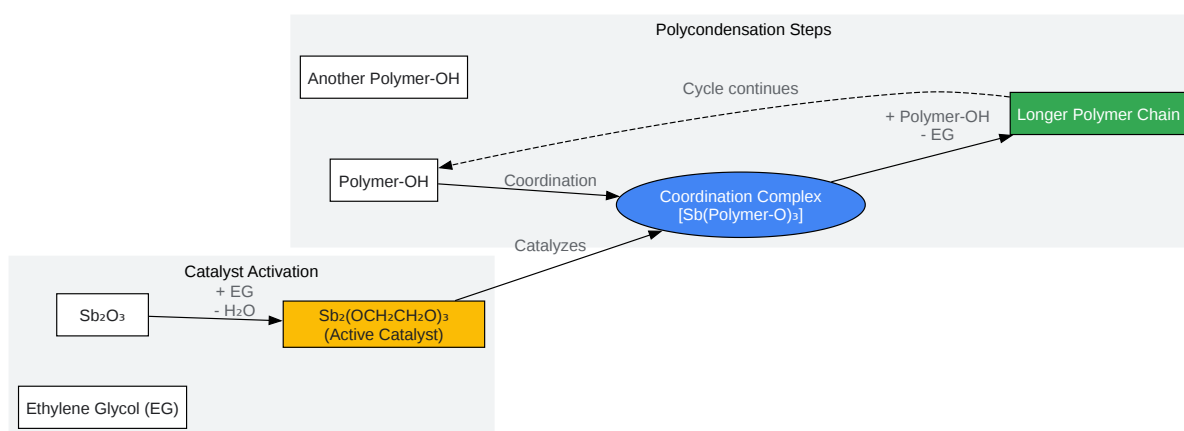 Polycondensation Steps
Another Polymer-OH
Cycle continues
+ Polymer-OH
- EG
Longer Polymer Chain
Polymer-OH
Coordination
Coordination Complex
[Sb(Polymer-O)₃]
Catalyzes
Catalyst Activation
+ EG
- H₂O
Sb₂O₃
Sb₂(OCH₂CH₂O)₃
(Active Catalyst)
Ethylene Glycol (EG)